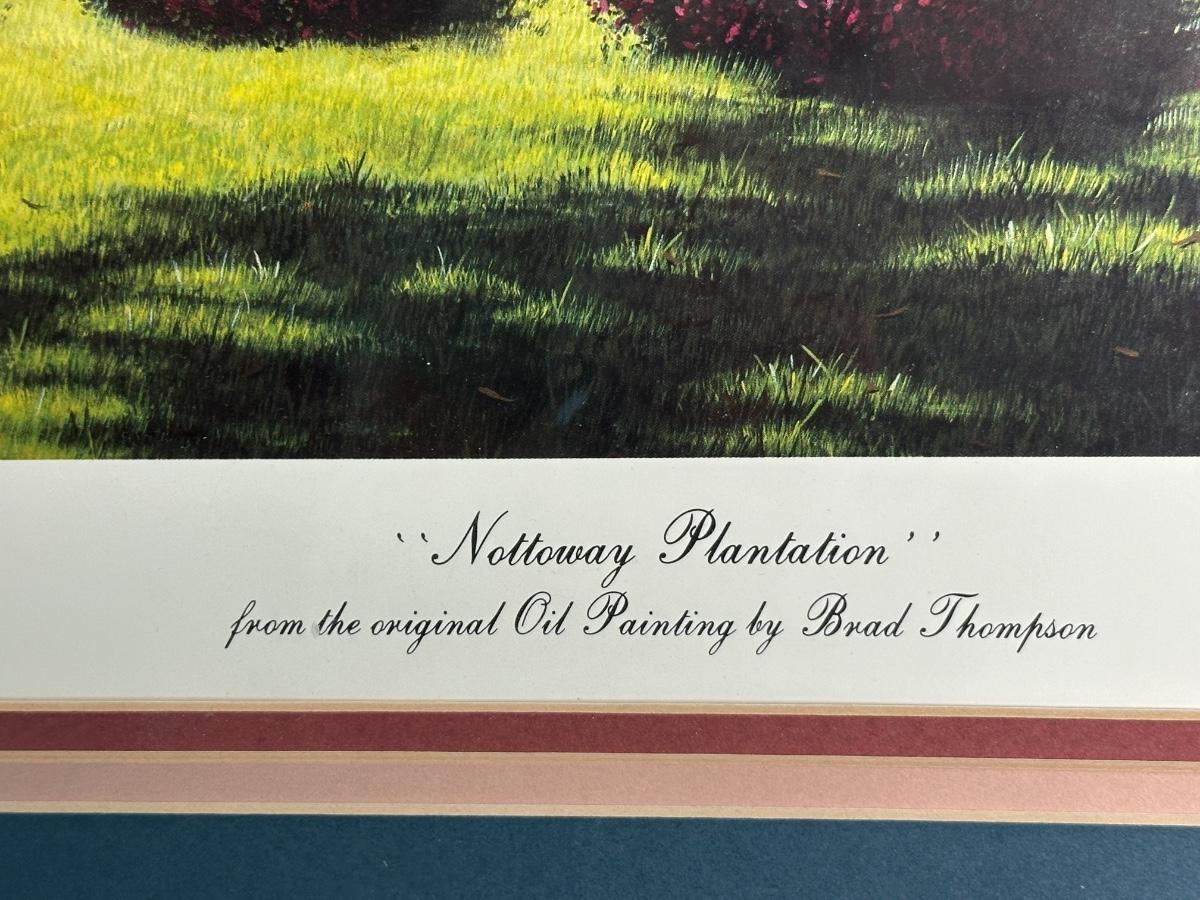 ``Nottoway Plantation''
from the original Oil Painting by Brad Thompson